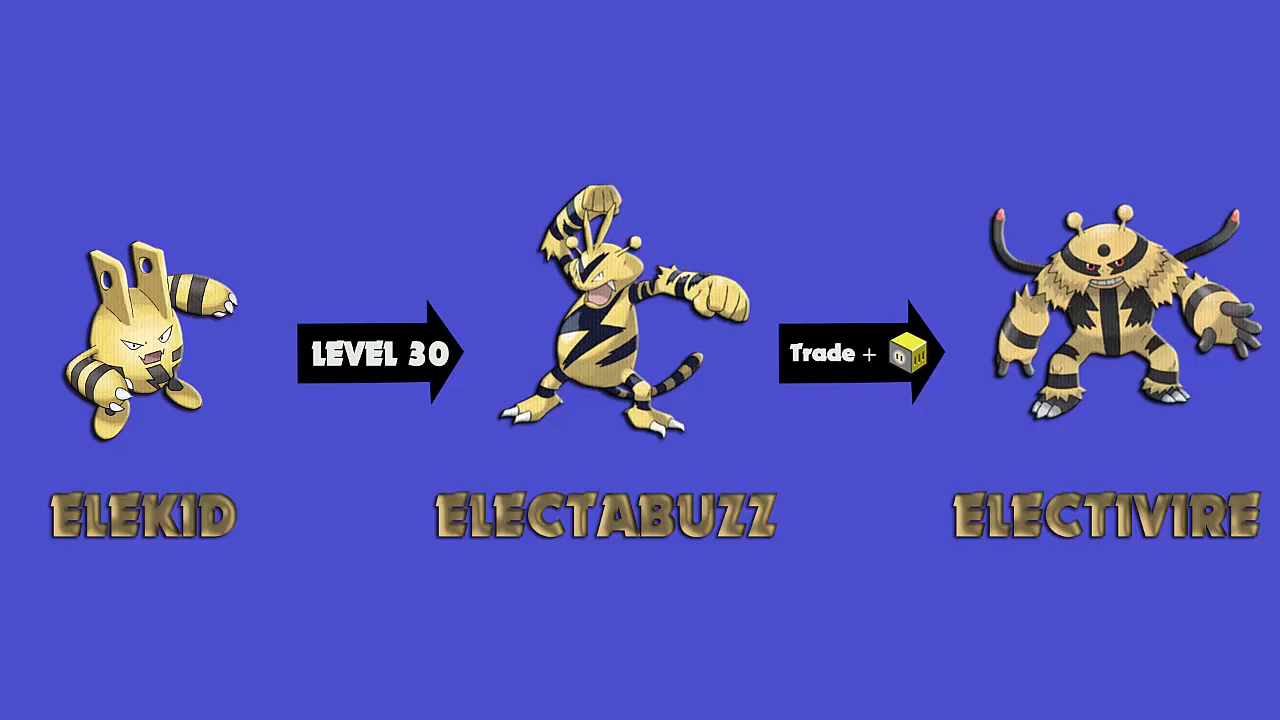 LEVEL 30
Trade +
ELEKID
ELECTABUZZ
ELECTIVIRE